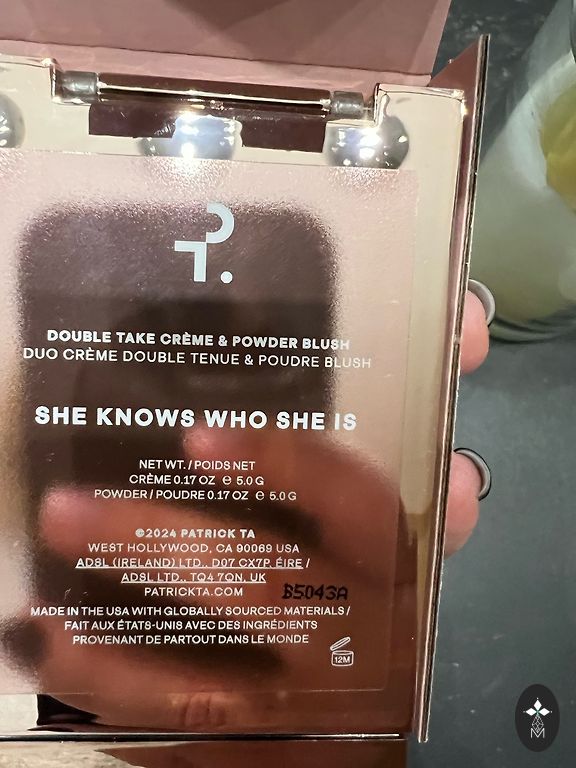 DOUBLE TAKE CRÈME & POWDER BLUSH
DUO CRÈME DOUBLE TENUE & POUDRE BLUSH
SHE KNOWS WHO SHE IS
NET WT. / POIDS NET
CRÈME 0.17 OZ ℮ 5.0 G
POWDER / POUDRE 0.17 OZ ℮ 5.0 G
©2024 PATRICK TA
WEST HOLLYWOOD, CA 90069 USA
ADSL (IRELAND) LTD., D07 CX7P, ÉIRE /
ADSL LTD., TQ4 7QN, UK
PATRICKTA.COM
B5043A
MADE IN THE USA WITH GLOBALLY SOURCED MATERIALS /
FAIT AUX ÉTATS-UNIS AVEC DES INGRÉDIENTS
PROVENANT DE PARTOUT DANS LE MONDE
12M